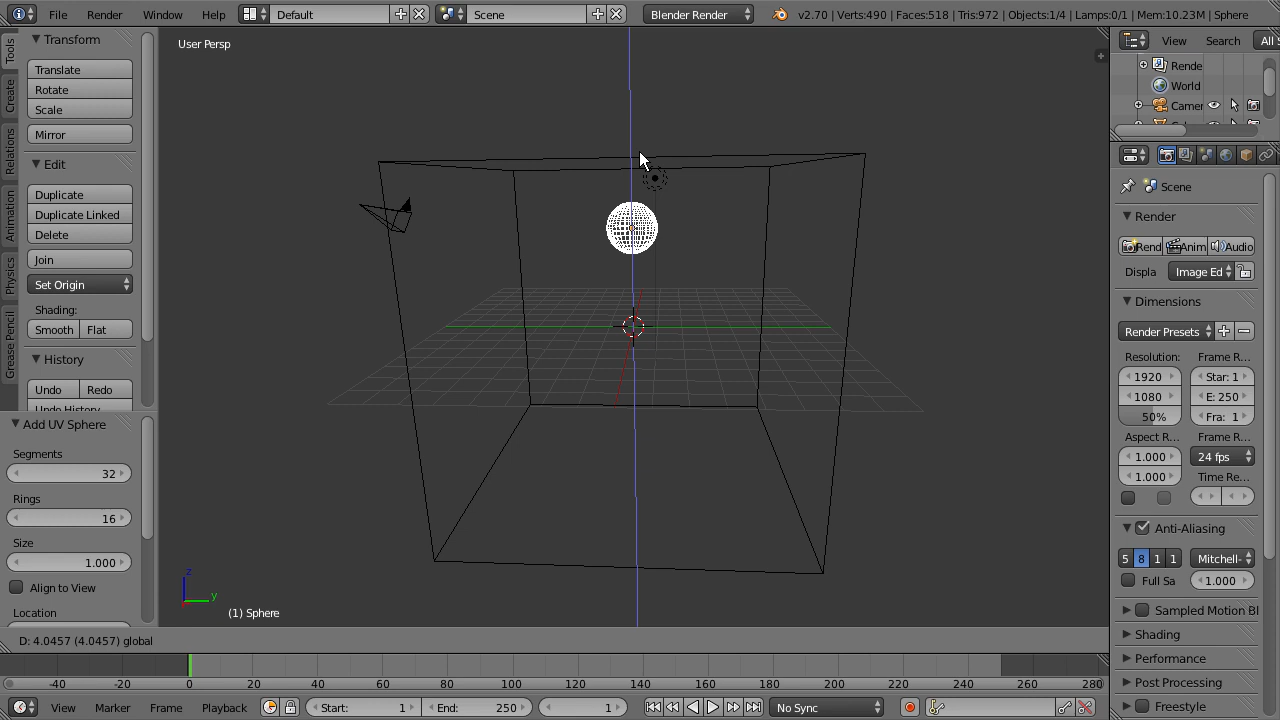 File Render Window Help Default Scene Blender Render v2.70 | Verts:490 | Faces:518 | Tris:972 | Objects:1/4 | Lamps:0/1 | Mem:10.23M | Sphere
Tools
Create
Relations
Animation
Physics
Grease Pencil
Transform
Translate
Rotate
Scale
Mirror
Edit
Duplicate
Duplicate Linked
Delete
Join
Set Origin
Shading:
Smooth Flat
History
Undo Redo
Undo History
Add UV Sphere
Segments
32
Rings
16
Size
1.000
Align to View
Location
User Persp
z
y
(1) Sphere
D: 4.0457 (4.0457) global
View Search All S
Rende
World
Camer
Scene
Render
Rend Anim Audio
Displa Image Ed
Dimensions
Render Presets
Resolution: Frame R...
1920 Star: 1
1080 E: 250
50% Fra: 1
Aspect R... Frame R...
1.000 24 fps
1.000 Time Re...
Anti-Aliasing
5 8 1 1 Mitchell-
Full Sa 1.000
Sampled Motion Bl
Shading
Performance
Post Processing
Freestyle
-40 -20 0 20 40 60 80 100 120 140 160 180 200 220 240 260 280
View Marker Frame Playback Start: 1 End: 250 1 No Sync